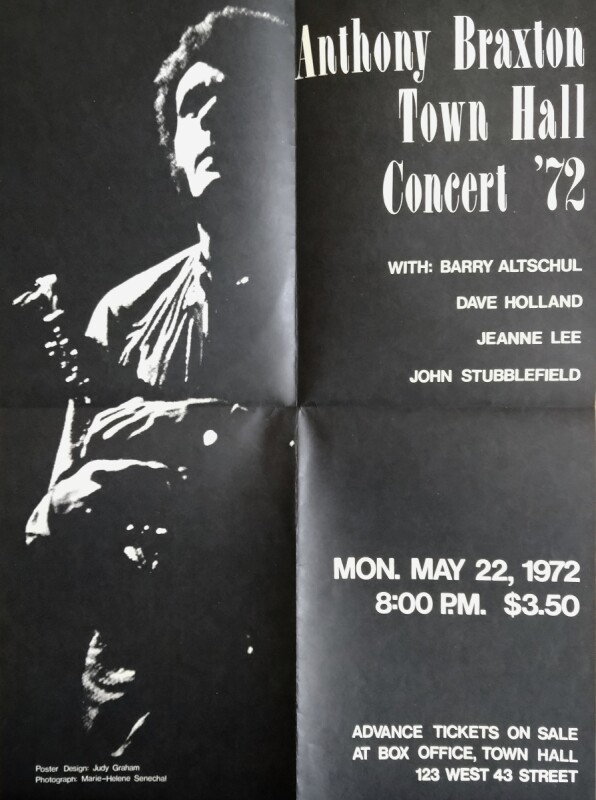 Anthony Braxton
Town Hall
Concert '72
WITH: BARRY ALTSCHUL
DAVE HOLLAND
JEANNE LEE
JOHN STUBBLEFIELD
MON. MAY 22, 1972
8:00 P.M. $3.50
ADVANCE TICKETS ON SALE
AT BOX OFFICE, TOWN HALL
123 WEST 43 STREET
Poster Design: Judy Graham
Photograph: Marie-Helene Senechal